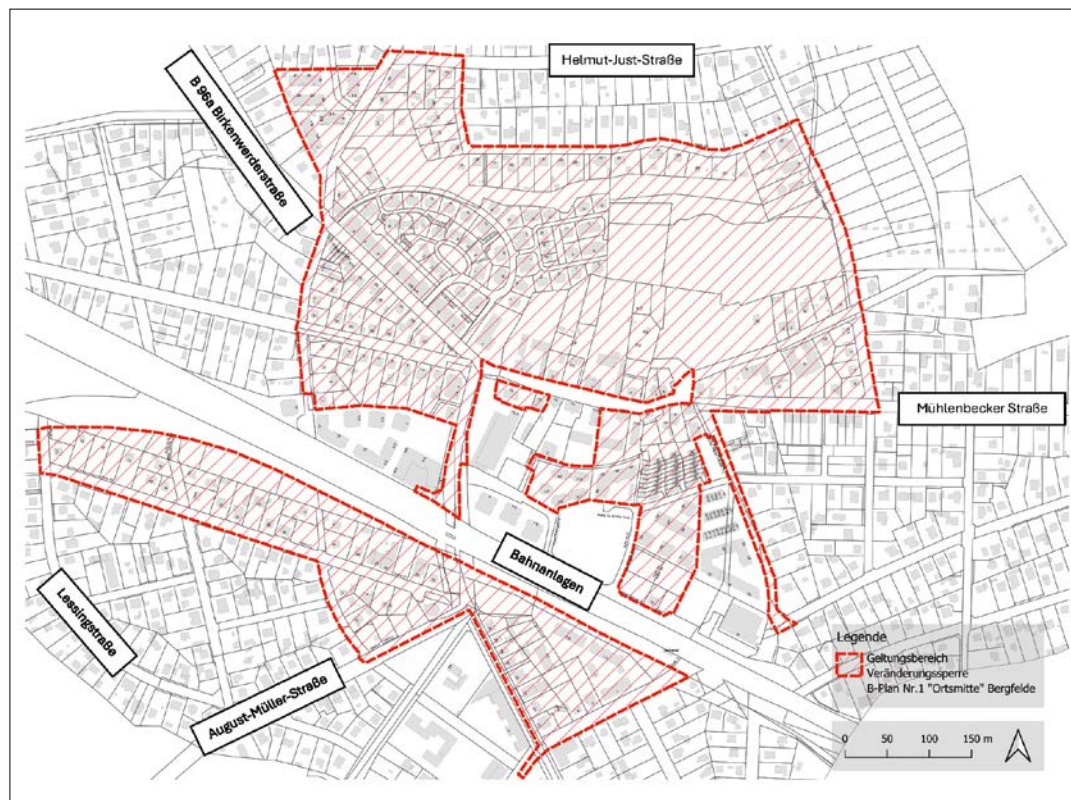 Helmut-Just-Straße
B 96a Birkenwerderstraße
Mühlenbecker Straße
Bahnanlagen
Lessingstraße
August-Müller-Straße
Legende
Geltungsbereich
Veränderungssperre
B-Plan Nr.1 "Ortsmitte" Bergfelde
0 50 100 150 m